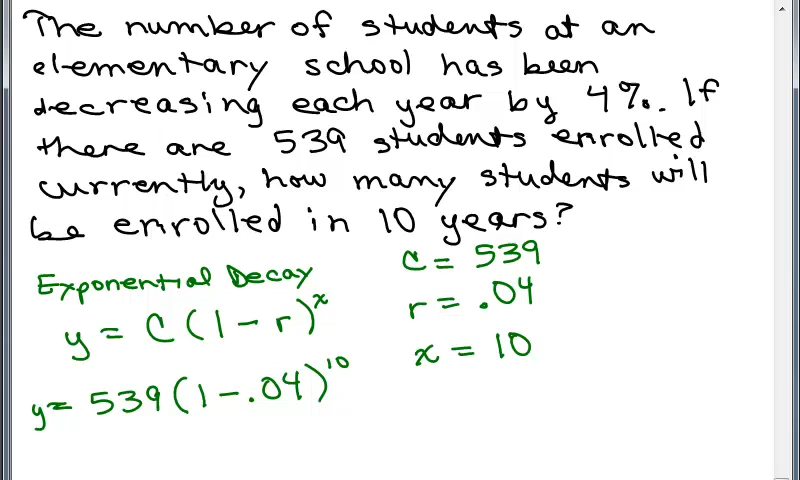 The number of students at an
elementary school has been
decreasing each year by 4%. If
there are 539 students enrolled
currently, how many students will
be enrolled in 10 years?
Exponential Decay
y = C(1-r)^x
y= 539(1-.04)^10
C = 539
r = .04
x = 10